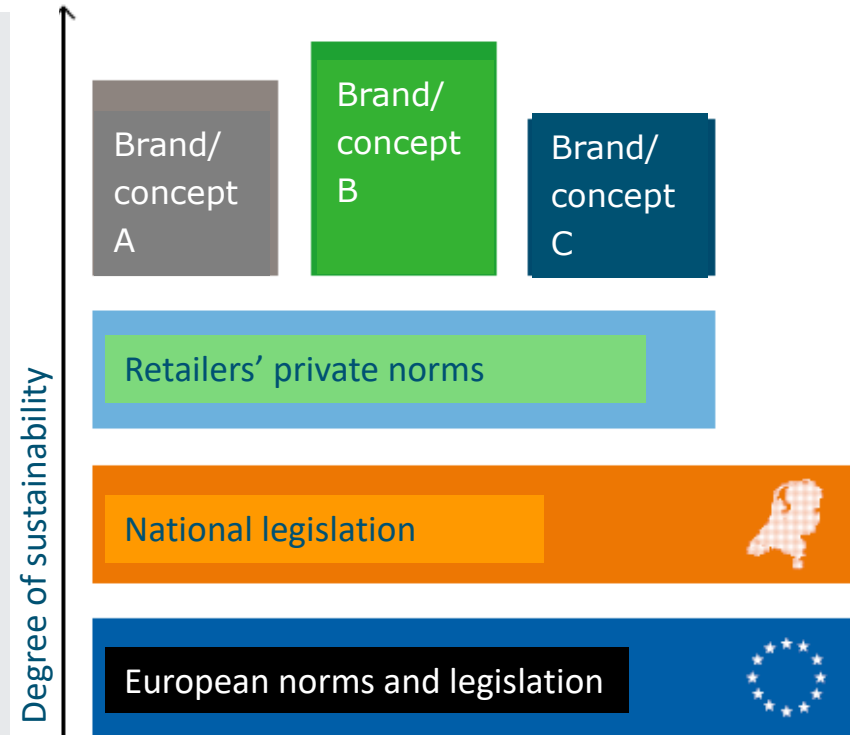 Degree of sustainability
Brand/
concept
A
Brand/
concept
B
Brand/
concept
C
Retailers’ private norms
National legislation
European norms and legislation